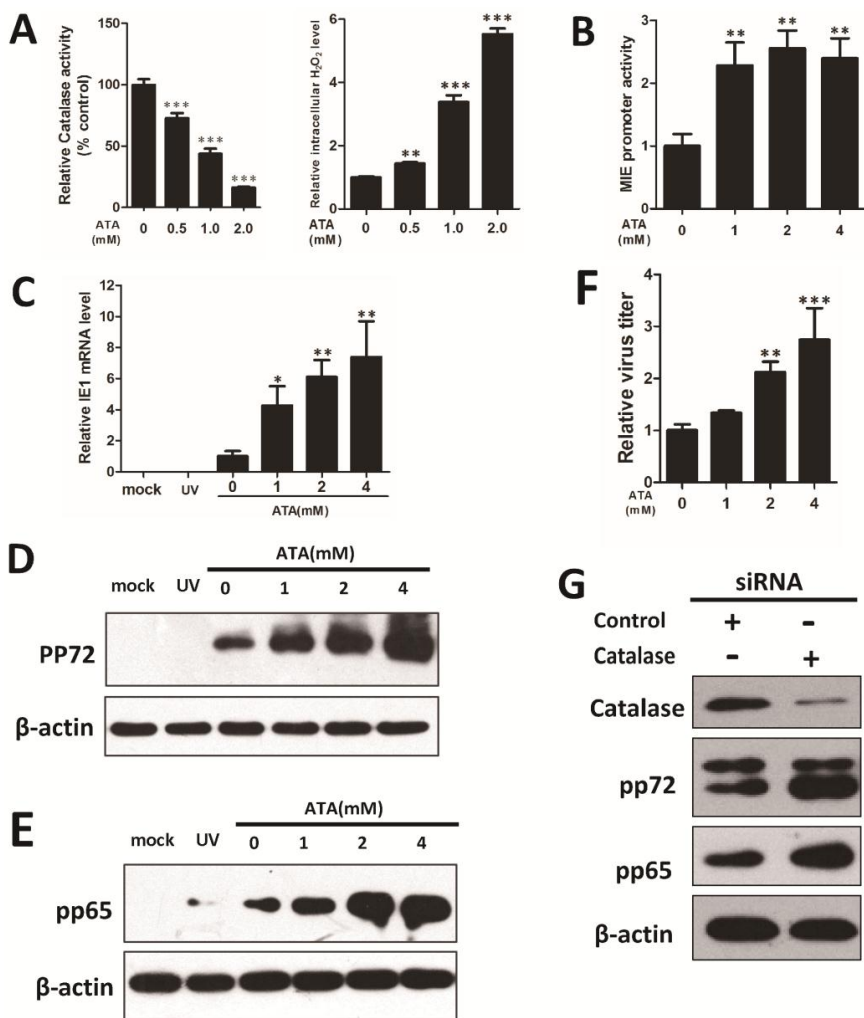 A
Relative Catalase activity
(% control)
150
100
50
0
***
***
***
ATA
(mM)
0 0.5 1.0 2.0
Relative intracellular H₂O₂ level
6
4
2
0
**
***
***
ATA
(mM)
0 0.5 1.0 2.0
B
MIE promoter activity
3
2
1
0
**
**
**
ATA
(mM)
0 1 2 4
C
Relative IE1 mRNA level
12
10
8
6
4
2
0
*
**
**
mock UV 0 1 2 4
ATA(mM)
F
Relative virus titer
4
3
2
1
0
**
***
ATA
(mM)
0 1 2 4
D
ATA(mM)
mock UV 0 1 2 4
PP72
β-actin
E
ATA(mM)
mock UV 0 1 2 4
pp65
β-actin
G
siRNA
Control + -
Catalase - +
Catalase
pp72
pp65
β-actin